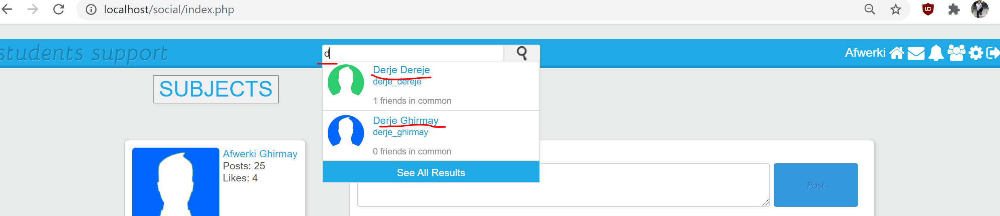 localhost/social/index.php
students support
d
Afwerki
SUBJECTS
Derje Dereje
derje_dereje
1 friends in common
Derje Ghirmay
derje_ghirmay
0 friends in common
See All Results
Afwerki Ghirmay
Posts: 25
Likes: 4
Post